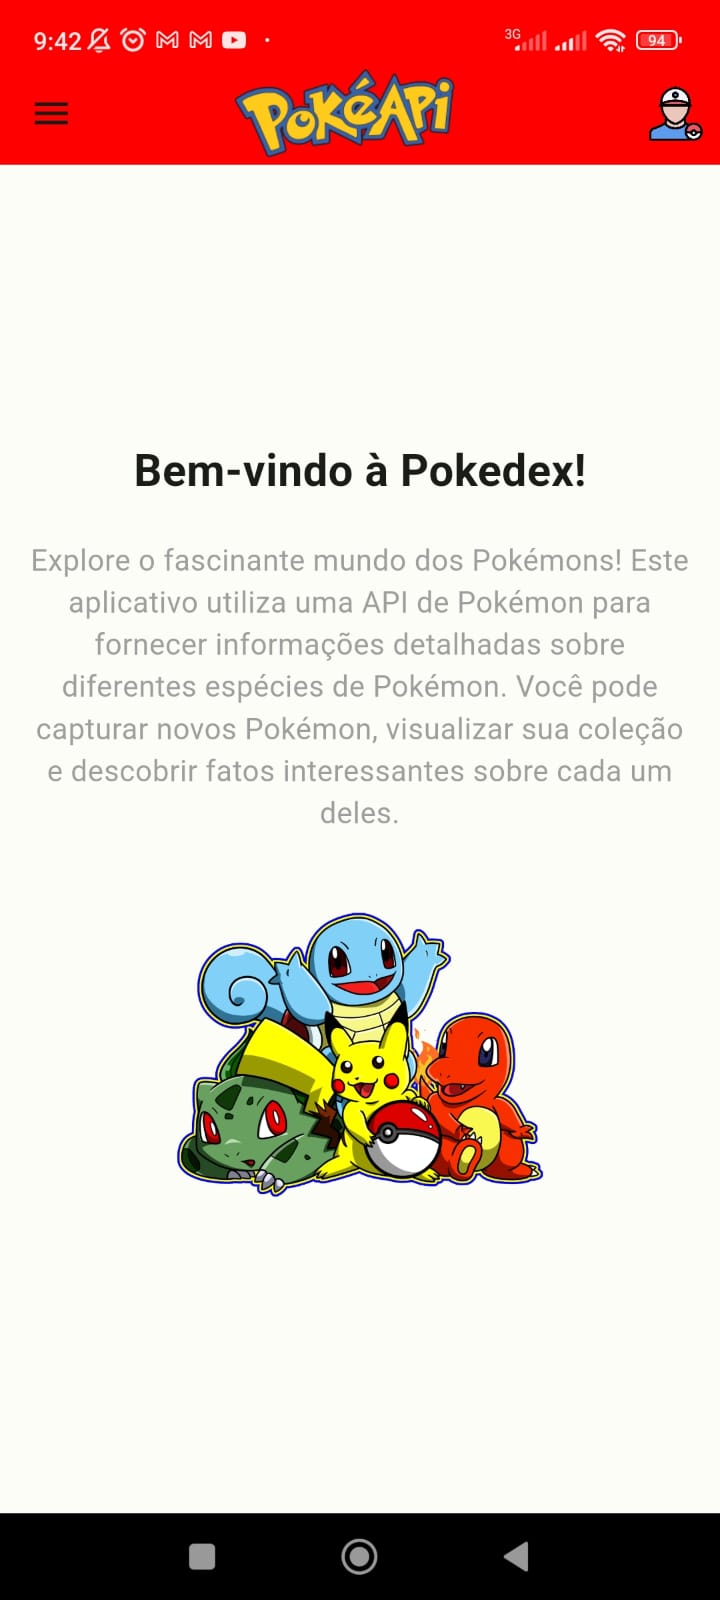 9:42
3G
94
PokéApi
Bem-vindo à Pokedex!
Explore o fascinante mundo dos Pokémons! Este
aplicativo utiliza uma API de Pokémon para
fornecer informações detalhadas sobre
diferentes espécies de Pokémon. Você pode
capturar novos Pokémon, visualizar sua coleção
e descobrir fatos interessantes sobre cada um
deles.